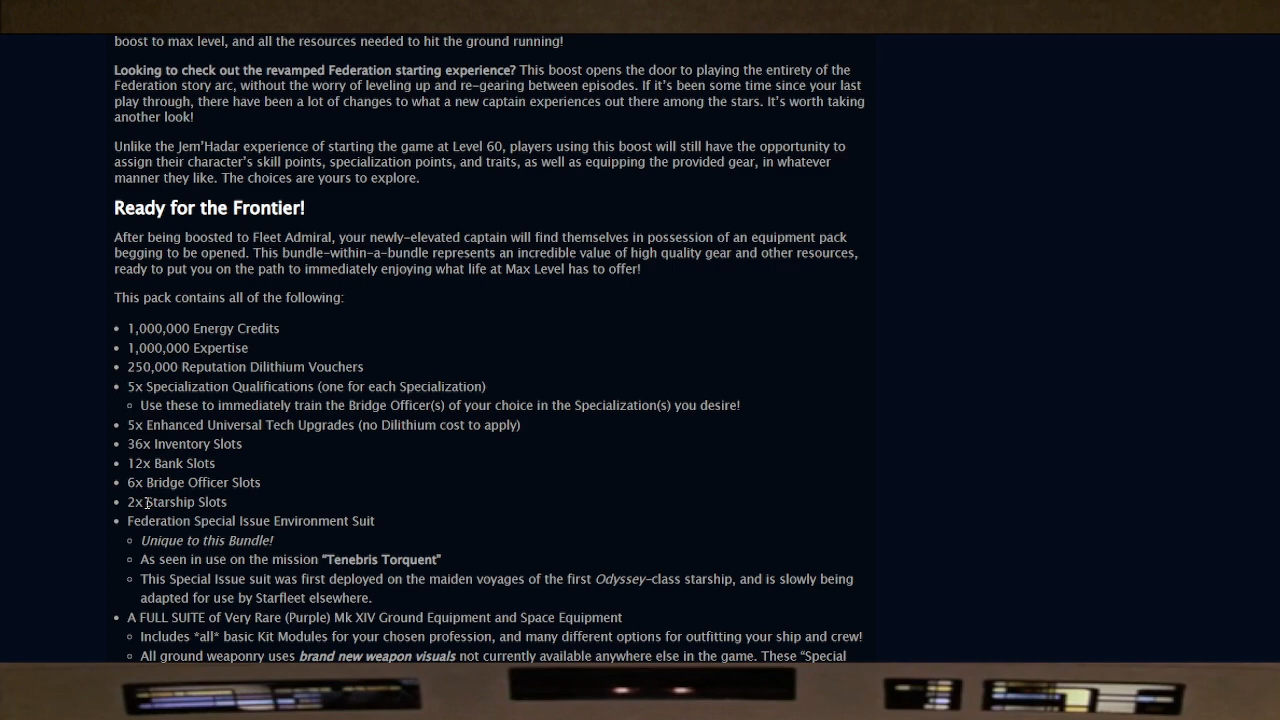 boost to max level, and all the resources needed to hit the ground running!
Looking to check out the revamped Federation starting experience? This boost opens the door to playing the entirety of the
Federation story arc, without the worry of leveling up and re-gearing between episodes. If it's been some time since your last
play through, there have been a lot of changes to what a new captain experiences out there among the stars. It's worth taking
another look!
Unlike the Jem'Hadar experience of starting the game at Level 60, players using this boost will still have the opportunity to
assign their character's skill points, specialization points, and traits, as well as equipping the provided gear, in whatever
manner they like. The choices are yours to explore.
Ready for the Frontier!
After being boosted to Fleet Admiral, your newly-elevated captain will find themselves in possession of an equipment pack
begging to be opened. This bundle-within-a-bundle represents an incredible value of high quality gear and other resources,
ready to put you on the path to immediately enjoying what life at Max Level has to offer!
This pack contains all of the following:
• 1,000,000 Energy Credits
• 1,000,000 Expertise
• 250,000 Reputation Dilithium Vouchers
• 5x Specialization Qualifications (one for each Specialization)
◦ Use these to immediately train the Bridge Officer(s) of your choice in the Specialization(s) you desire!
• 5x Enhanced Universal Tech Upgrades (no Dilithium cost to apply)
• 36x Inventory Slots
• 12x Bank Slots
• 6x Bridge Officer Slots
• 2x Starship Slots
• Federation Special Issue Environment Suit
◦ Unique to this Bundle!
◦ As seen in use on the mission "Tenebris Torquent"
◦ This Special Issue suit was first deployed on the maiden voyages of the first Odyssey-class starship, and is slowly being
adapted for use by Starfleet elsewhere.
• A FULL SUITE of Very Rare (Purple) Mk XIV Ground Equipment and Space Equipment
◦ Includes *all* basic Kit Modules for your chosen profession, and many different options for outfitting your ship and crew!
◦ All ground weaponry uses brand new weapon visuals not currently available anywhere else in the game. These "Special